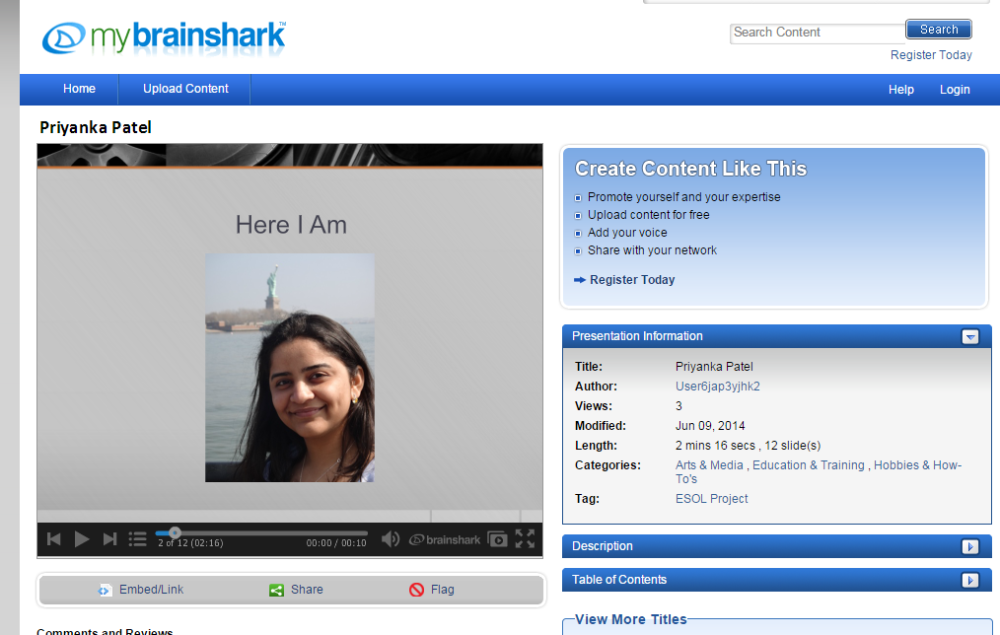 mybrainshark™
Search Content
Search
Register Today
Home
Upload Content
Help
Login
Priyanka Patel
Here I Am
2 of 12 (02:16)
00:00 / 00:10
brainshark
Embed/Link
Share
Flag
Comments and Reviews
Create Content Like This
Promote yourself and your expertise
Upload content for free
Add your voice
Share with your network
Register Today
Presentation Information
Title: Priyanka Patel
Author: User6jap3yjhk2
Views: 3
Modified: Jun 09, 2014
Length: 2 mins 16 secs , 12 slide(s)
Categories: Arts & Media , Education & Training , Hobbies & How-
To's
Tag: ESOL Project
Description
Table of Contents
View More Titles